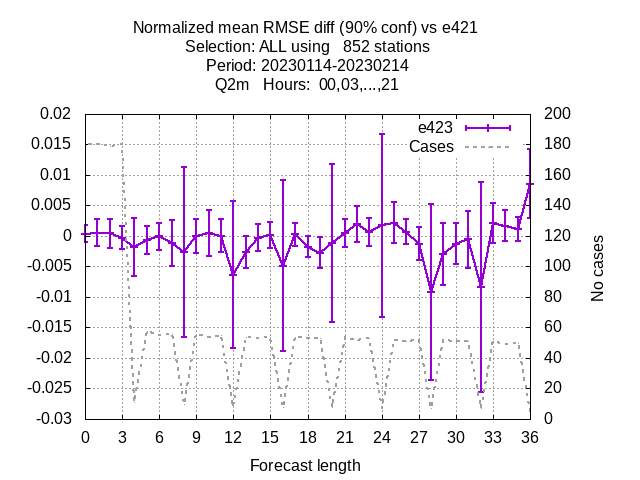 Normalized mean RMSE diff (90% conf) vs e421
Selection: ALL using   852 stations
Period: 20230114-20230214
Q2m   Hours:  00,03,...,21
e423
Cases
0.02
0.015
0.01
0.005
0
-0.005
-0.01
-0.015
-0.02
-0.025
-0.03
200
180
160
140
120
100
80
60
40
20
0
No cases
0 3 6 9 12 15 18 21 24 27 30 33 36
Forecast length